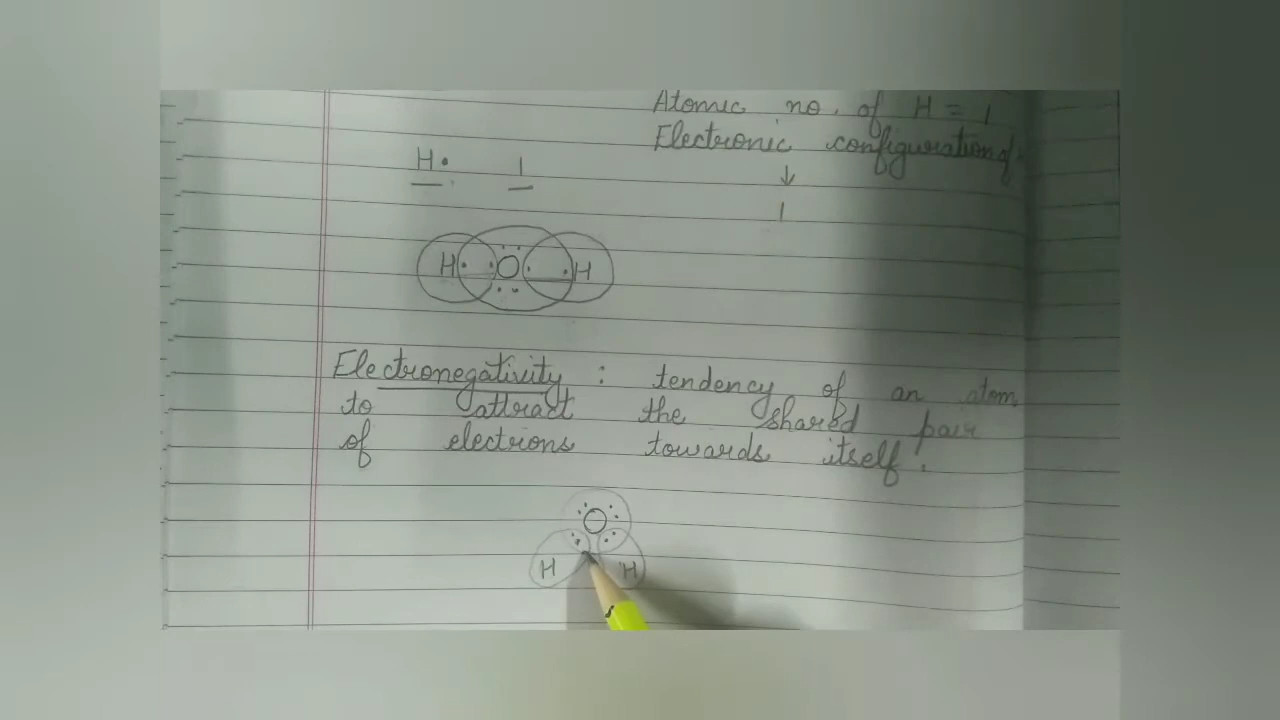 Atomic no. of H = 1
Electronic configuration of
↓
1
H• 1
H O H
Electronegativity : tendency of an atom
to attract the shared pair
of electrons towards itself.
O
H H